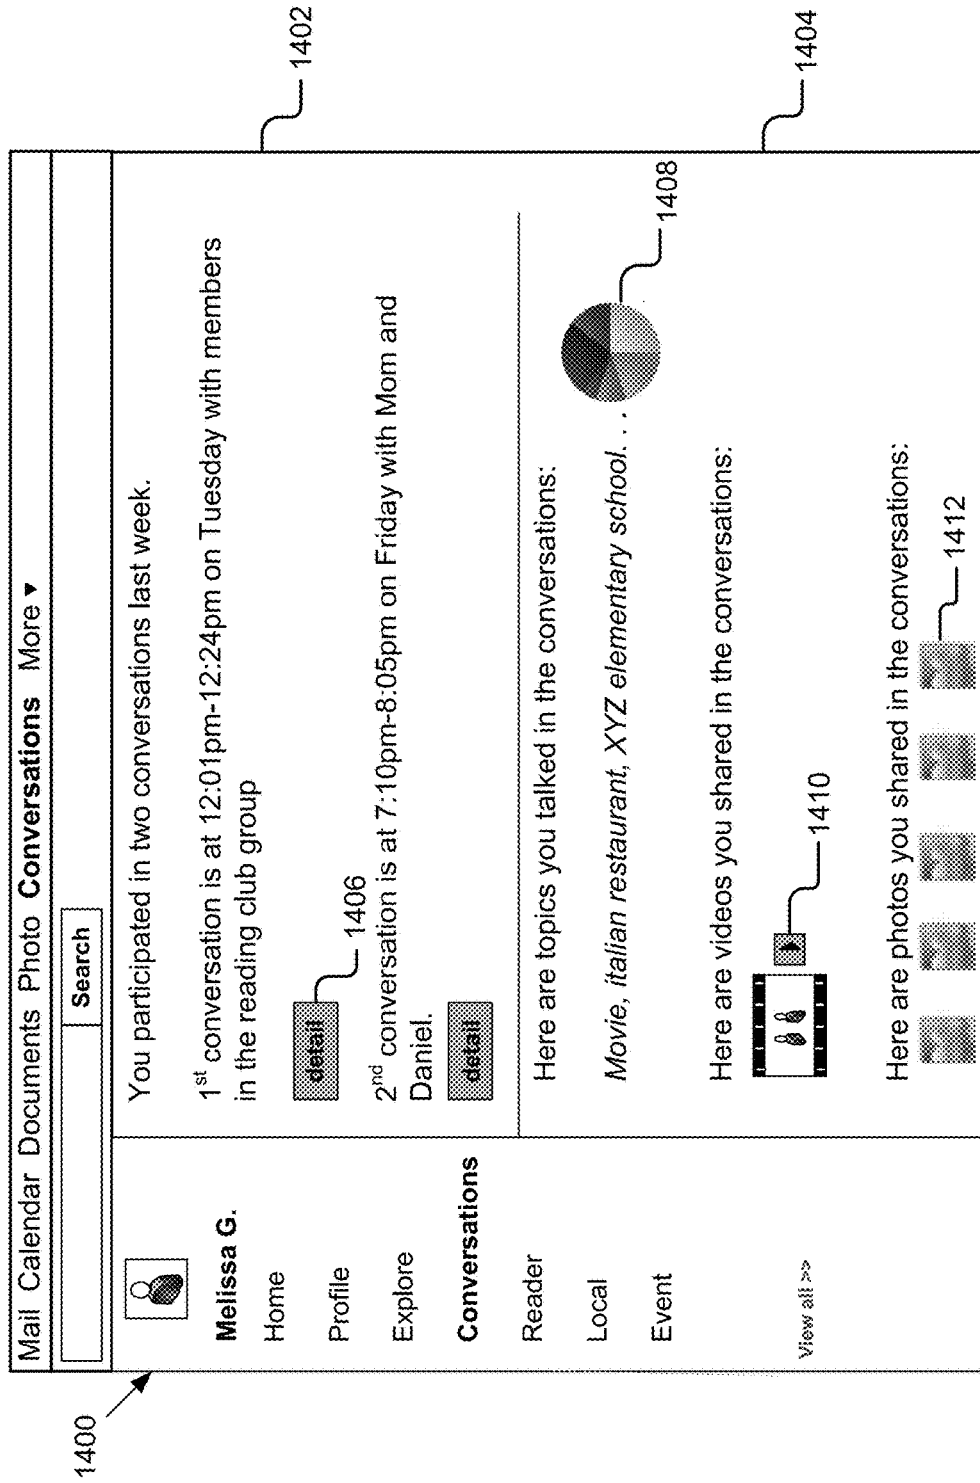 1400
Mail Calendar Documents Photo Conversations More ▾
Search
Melissa G.
Home
Profile
Explore
Conversations
Reader
Local
Event
View all >>
You participated in two conversations last week.
1st conversation is at 12:01pm-12:24pm on Tuesday with members
in the reading club group
detail
1406
2nd conversation is at 7:10pm-8:05pm on Friday with Mom and
Daniel.
detail
1402
Here are topics you talked in the conversations:
Movie, italian restaurant, XYZ elementary school. . .
1408
Here are videos you shared in the conversations:
1410
Here are photos you shared in the conversations:
1412
1404